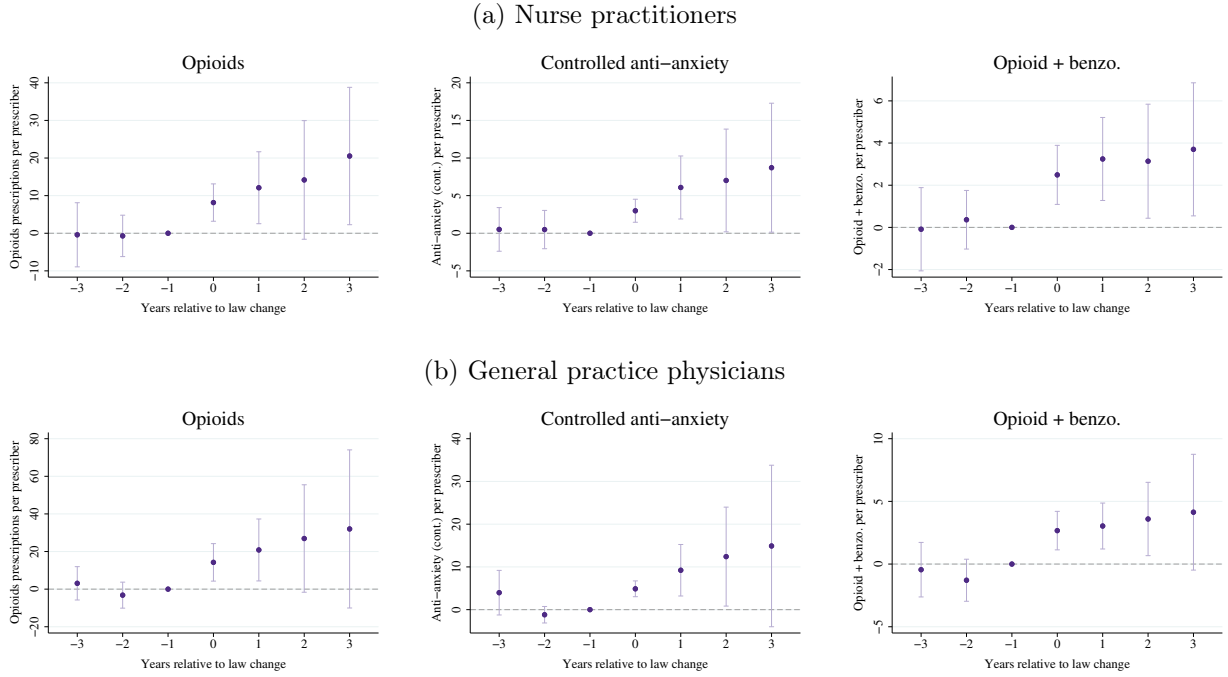 (a) Nurse practitioners
Opioids
Opioids prescriptions per prescriber
40
30
20
10
0
−10
−3 −2 −1 0 1 2 3
Years relative to law change
Controlled anti−anxiety
Anti−anxiety (cont.) per prescriber
20
15
10
5
0
−5
−3 −2 −1 0 1 2 3
Years relative to law change
Opioid + benzo.
Opioid + benzo. per prescriber
6
4
2
0
−2
−3 −2 −1 0 1 2 3
Years relative to law change
(b) General practice physicians
Opioids
Opioids prescriptions per prescriber
80
60
40
20
0
−20
−3 −2 −1 0 1 2 3
Years relative to law change
Controlled anti−anxiety
Anti−anxiety (cont.) per prescriber
40
30
20
10
0
−3 −2 −1 0 1 2 3
Years relative to law change
Opioid + benzo.
Opioid + benzo. per prescriber
10
5
0
−5
−3 −2 −1 0 1 2 3
Years relative to law change